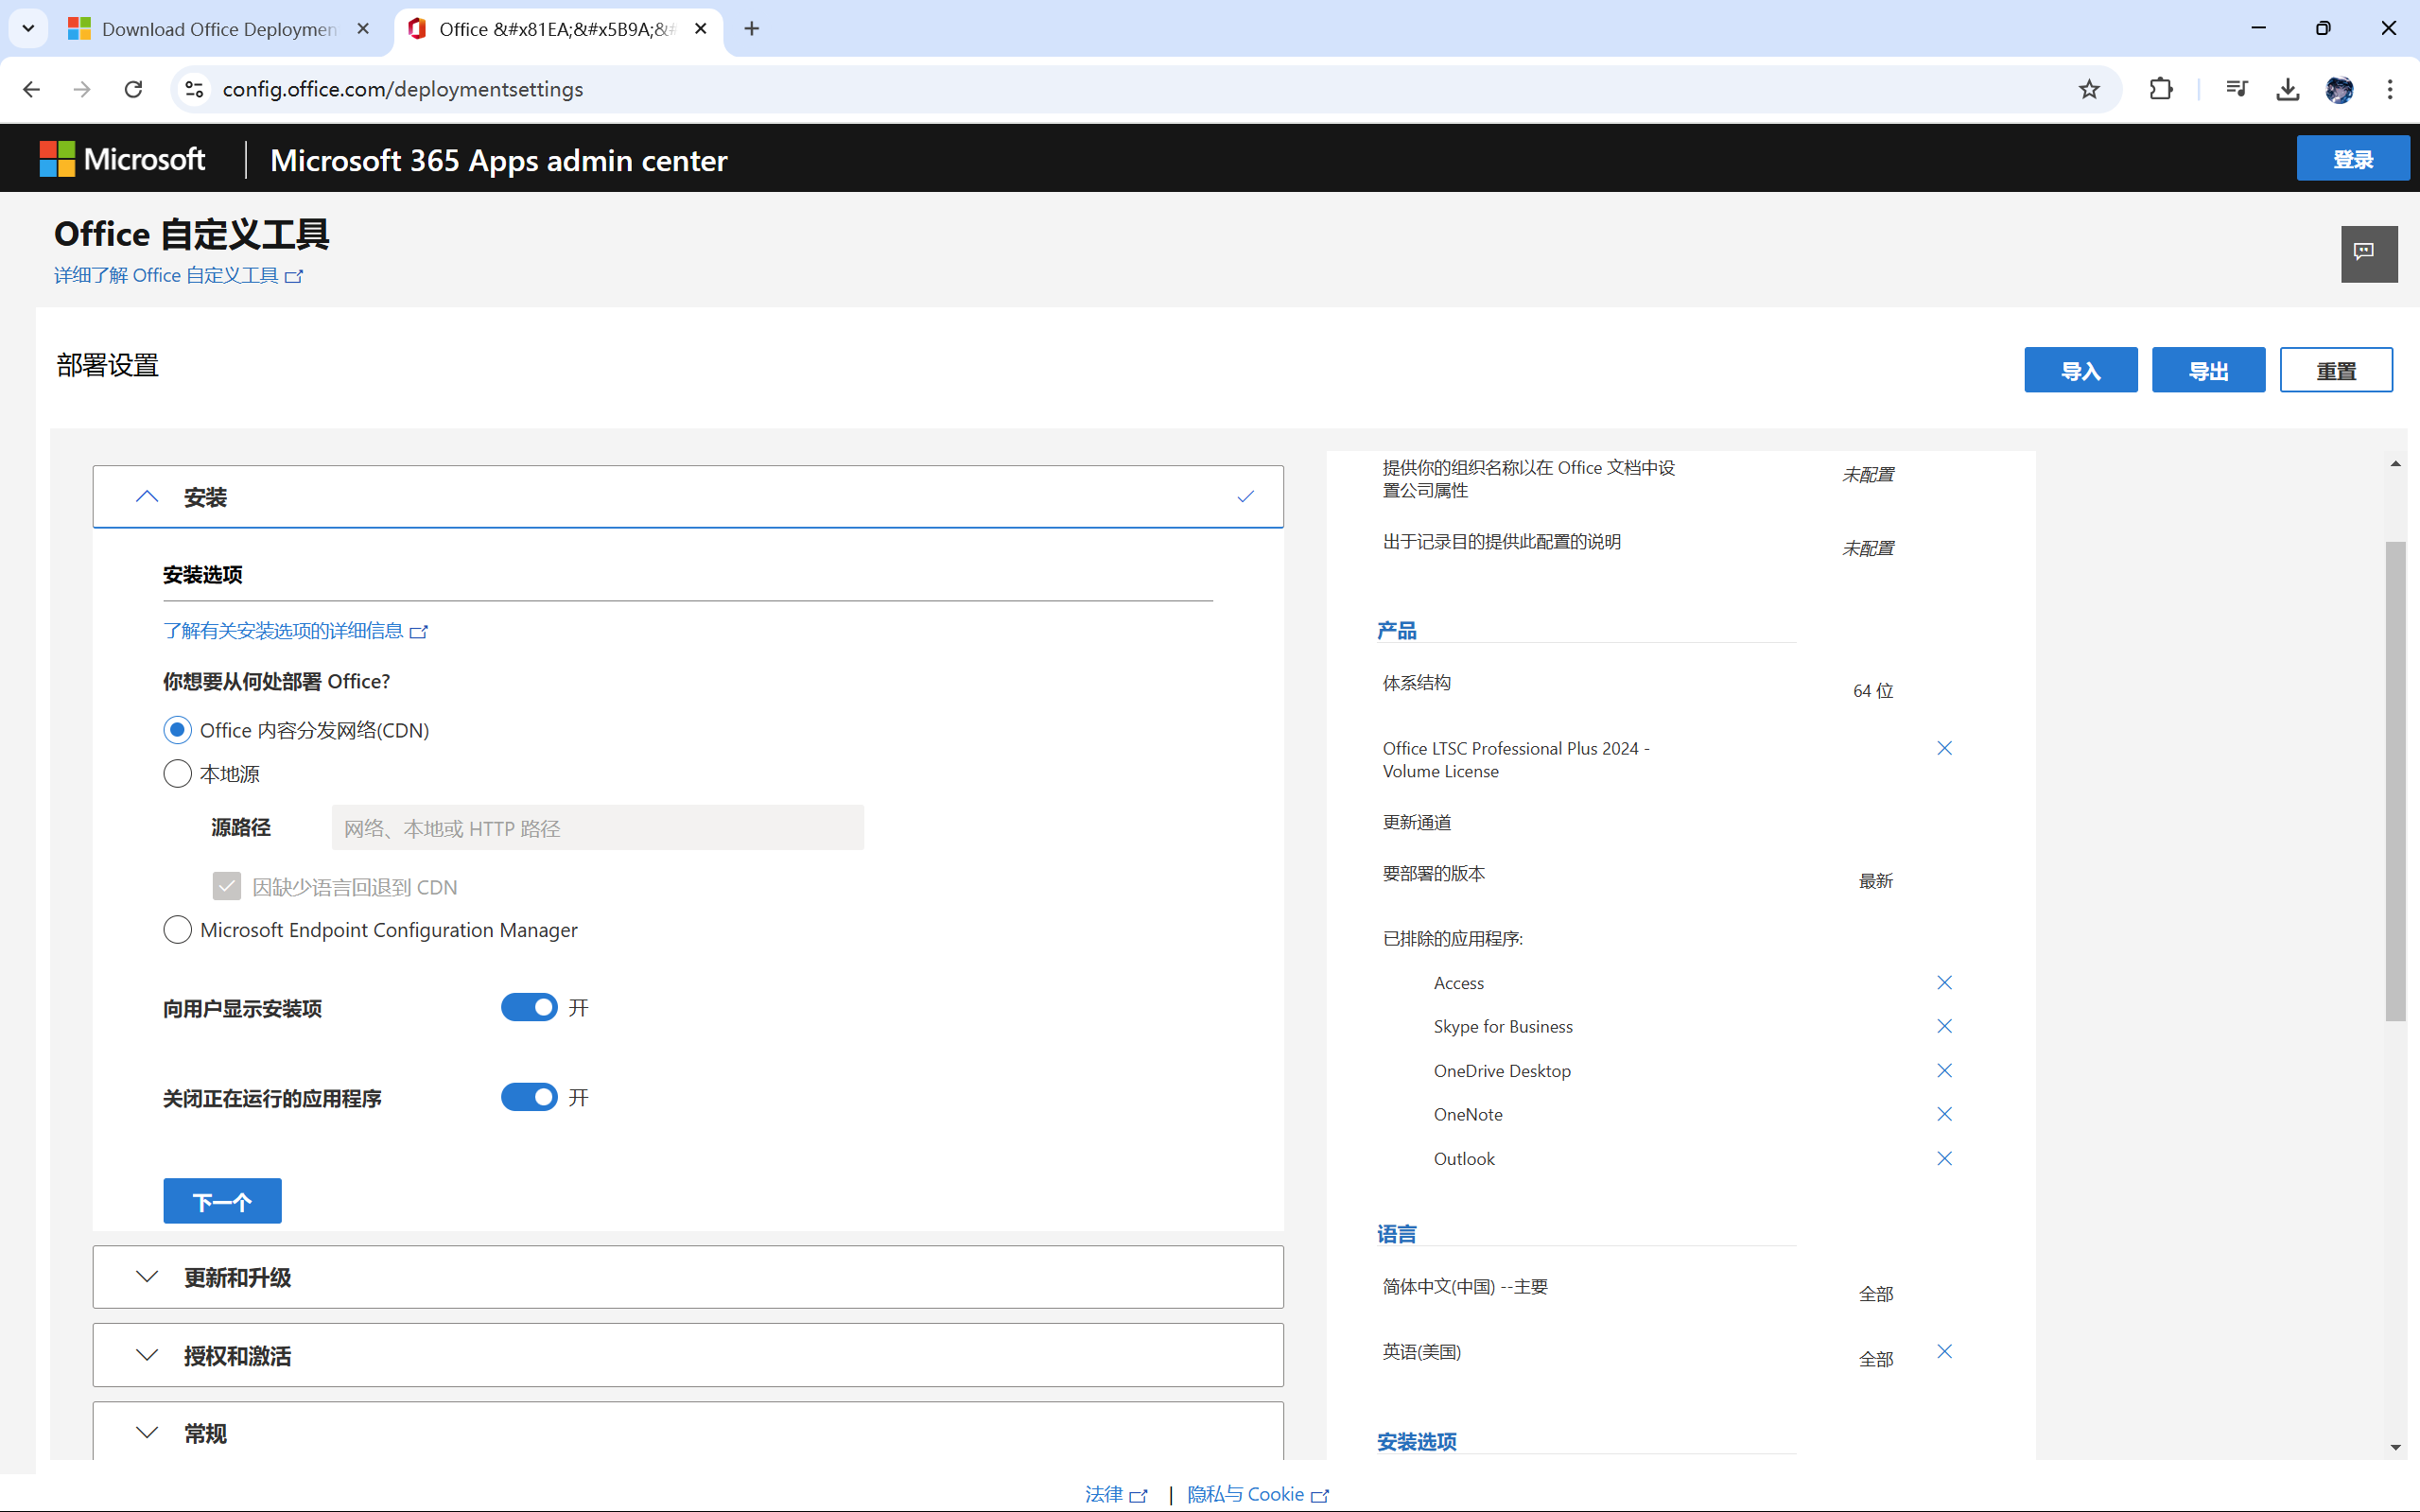 Download Office Deploymen
Office &#x81EA;&#x5B9A;&#
config.office.com/deploymentsettings
Microsoft
Microsoft 365 Apps admin center
登录
Office 自定义工具
详细了解 Office 自定义工具
部署设置
导入
导出
重置
安装
安装选项
了解有关安装选项的详细信息
你想要从何处部署 Office?
Office 内容分发网络(CDN)
本地源
源路径
网络、本地或 HTTP 路径
因缺少语言回退到 CDN
Microsoft Endpoint Configuration Manager
向用户显示安装项
开
关闭正在运行的应用程序
开
下一个
更新和升级
授权和激活
常规
提供你的组织名称以在 Office 文档中设
置公司属性
未配置
出于记录目的提供此配置的说明
未配置
产品
体系结构
64 位
Office LTSC Professional Plus 2024 -
Volume License
更新通道
要部署的版本
最新
已排除的应用程序:
Access
Skype for Business
OneDrive Desktop
OneNote
Outlook
语言
简体中文(中国) --主要
全部
英语(美国)
全部
安装选项
法律 | 隐私与 Cookie